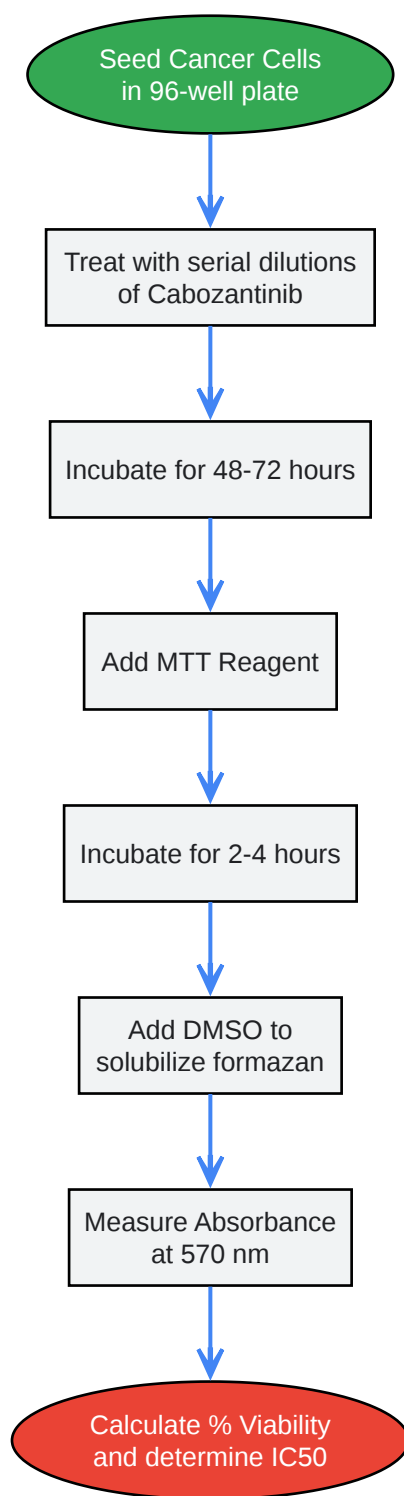 Seed Cancer Cells
in 96-well plate
Treat with serial dilutions
of Cabozantinib
Incubate for 48-72 hours
Add MTT Reagent
Incubate for 2-4 hours
Add DMSO to
solubilize formazan
Measure Absorbance
at 570 nm
Calculate % Viability
and determine IC50